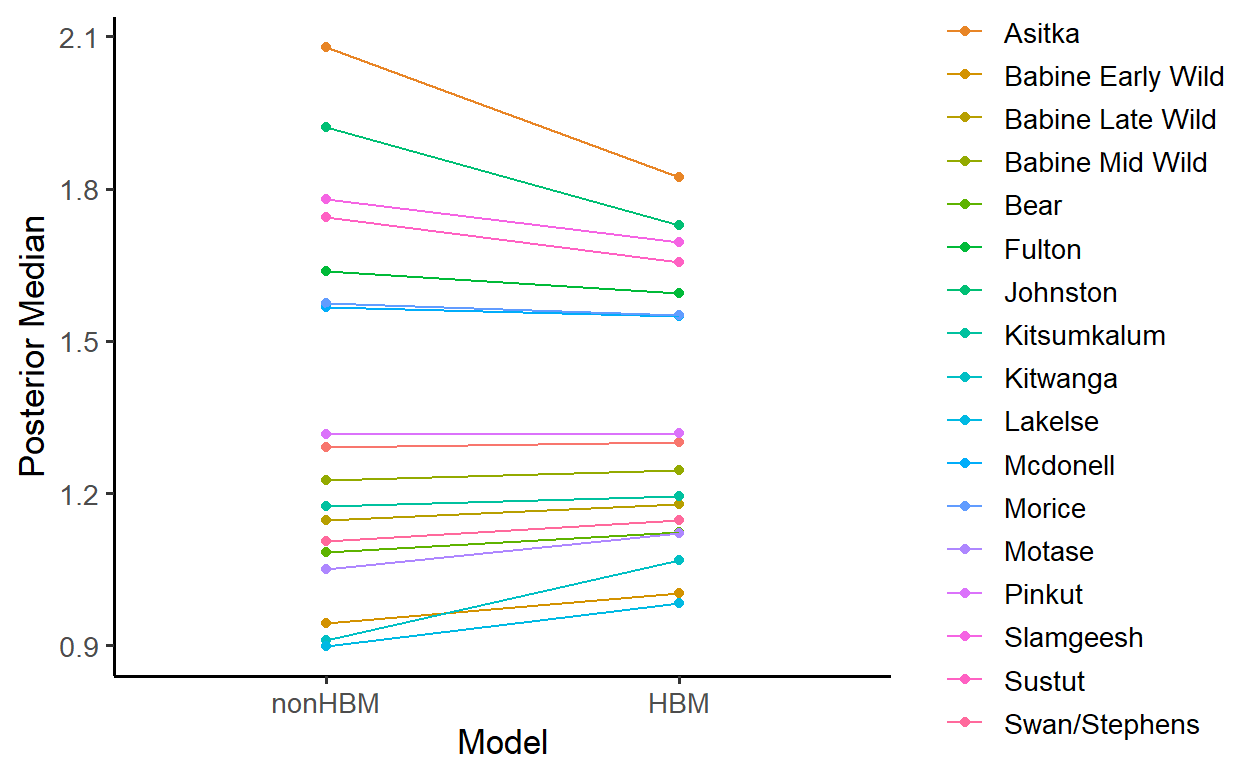 2.1
1.8
1.5
1.2
0.9
Posterior Median
nonHBM
HBM
Model
Asitka
Babine Early Wild
Babine Late Wild
Babine Mid Wild
Bear
Fulton
Johnston
Kitsumkalum
Kitwanga
Lakelse
Mcdonell
Morice
Motase
Pinkut
Slamgeesh
Sustut
Swan/Stephens